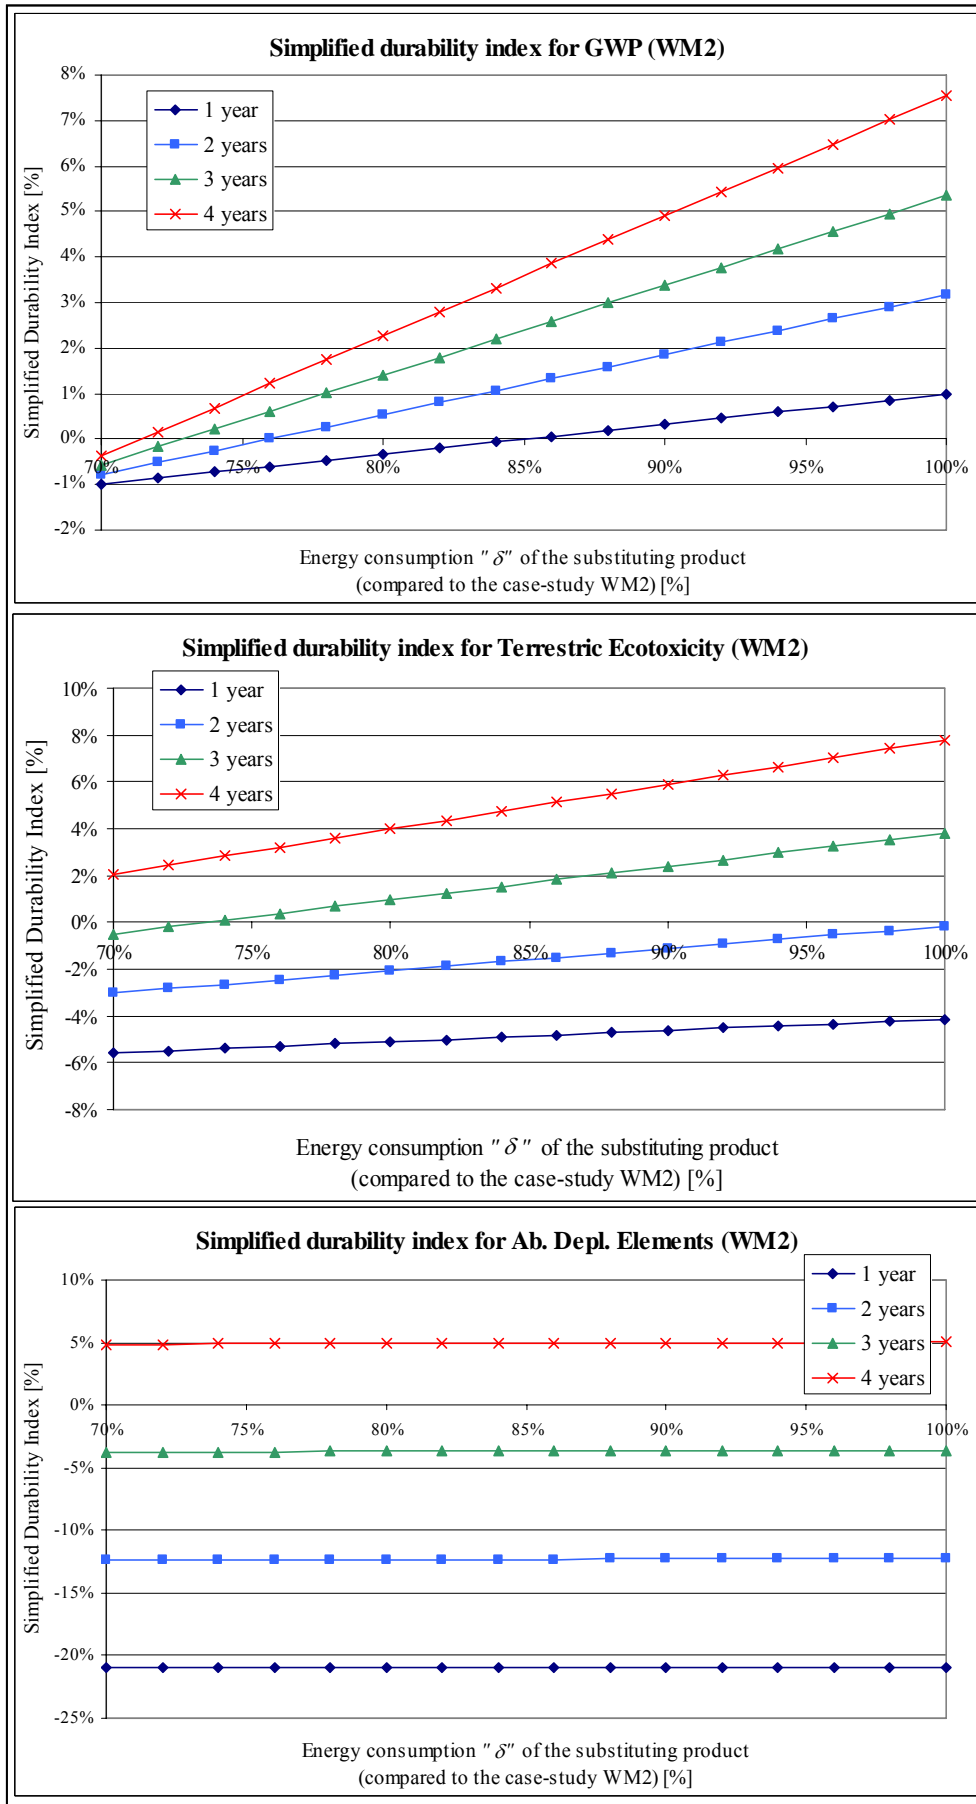 Simplified durability index for GWP (WM2)
8%
7%
6%
5%
4%
3%
2%
1%
0%
-1%
-2%
1 year
2 years
3 years
4 years
Simplified Durability Index [%]
70%
75%
80%
85%
90%
95%
100%
Energy consumption "δ" of the substituting product
(compared to the case-study WM2) [%]
Simplified durability index for Terrestric Ecotoxicity (WM2)
10%
8%
6%
4%
2%
0%
-2%
-4%
-6%
-8%
1 year
2 years
3 years
4 years
Simplified Durability Index [%]
70%
75%
80%
85%
90%
95%
100%
Energy consumption "δ" of the substituting product
(compared to the case-study WM2) [%]
Simplified durability index for Ab. Depl. Elements (WM2)
10%
5%
0%
-5%
-10%
-15%
-20%
-25%
1 year
2 years
3 years
4 years
Simplified Durability Index [%]
70%
75%
80%
85%
90%
95%
100%
Energy consumption "δ" of the substituting product
(compared to the case-study WM2) [%]